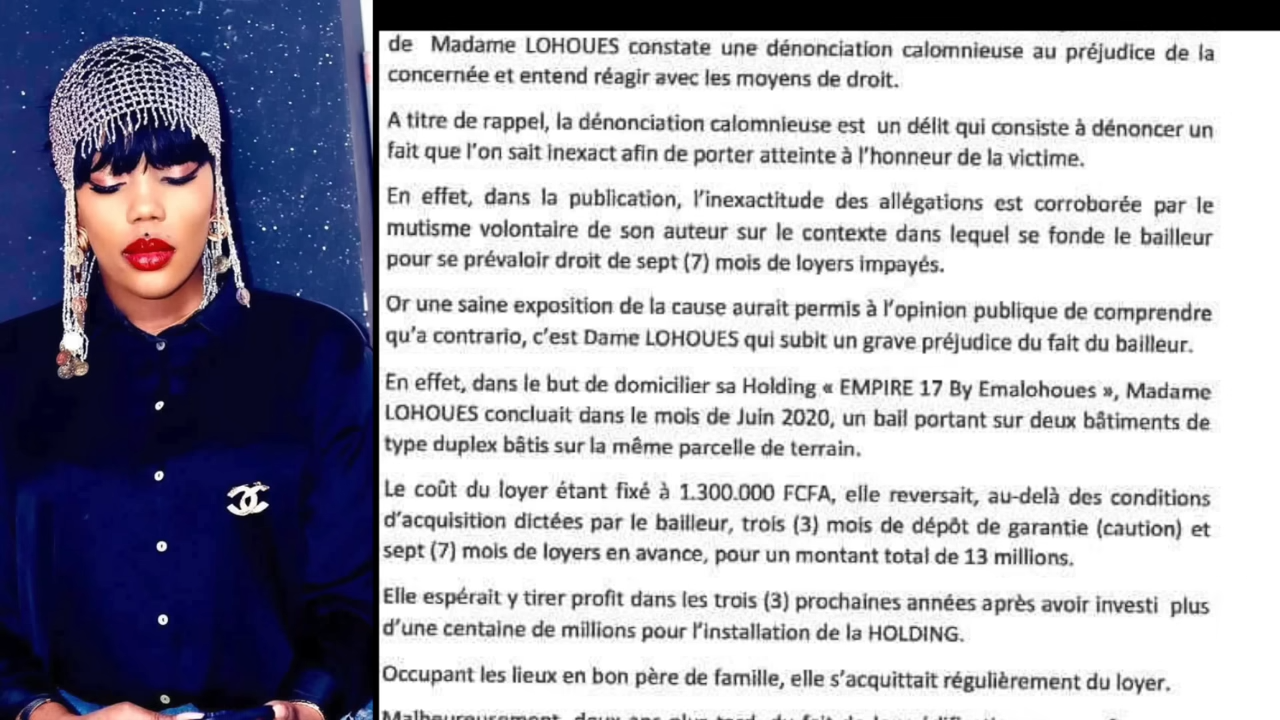 de Madame LOHOUES constate une dénonciation calomnieuse au préjudice de la
concernée et entend réagir avec les moyens de droit.
A titre de rappel, la dénonciation calomnieuse est un délit qui consiste à dénoncer un
fait que l'on sait inexact afin de porter atteinte à l'honneur de la victime.
En effet, dans la publication, l'inexactitude des allégations est corroborée par le
mutisme volontaire de son auteur sur le contexte dans lequel se fonde le bailleur
pour se prévaloir droit de sept (7) mois de loyers impayés.
Or une saine exposition de la cause aurait permis à l'opinion publique de comprendre
qu'a contrario, c'est Dame LOHOUES qui subit un grave préjudice du fait du bailleur.
En effet, dans le but de domicilier sa Holding « EMPIRE 17 By Emalohoues », Madame
LOHOUES concluait dans le mois de Juin 2020, un bail portant sur deux bâtiments de
type duplex bâtis sur la même parcelle de terrain.
Le coût du loyer étant fixé à 1.300.000 FCFA, elle reversait, au-delà des conditions
d'acquisition dictées par le bailleur, trois (3) mois de dépôt de garantie (caution) et
sept (7) mois de loyers en avance, pour un montant total de 13 millions.
Elle espérait y tirer profit dans les trois (3) prochaines années après avoir investi plus
d'une centaine de millions pour l'installation de la HOLDING.
Occupant les lieux en bon père de famille, elle s'acquittait régulièrement du loyer.
Malheureusement, deux ans plus tard, du fait de la